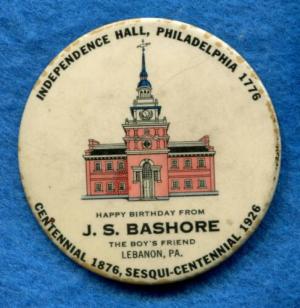 INDEPENDENCE HALL, PHILADELPHIA 1776
HAPPY BIRTHDAY FROM
J. S. BASHORE
THE BOY'S FRIEND
LEBANON, PA.
CENTENNIAL 1876, SESQUI-CENTENNIAL 1926